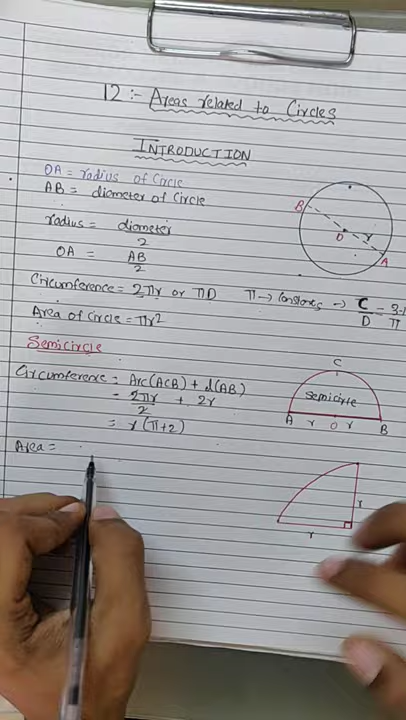 12:- Areas related to Circles
INTRODUCTION
OA = radius of Circle
AB = diameter of Circle
radius = diameter
2
OA = AB
2
B
O
r
A
Circumference = 2πr or πD
π → Constant →
C
D
=
π
Area of Circle = πr²
Semicircle
Circumference = Arc(ACB) + d(AB)
= 2πr + 2r
2
= r(π+2)
C
Semicircle
A r O r B
Area =
r
r